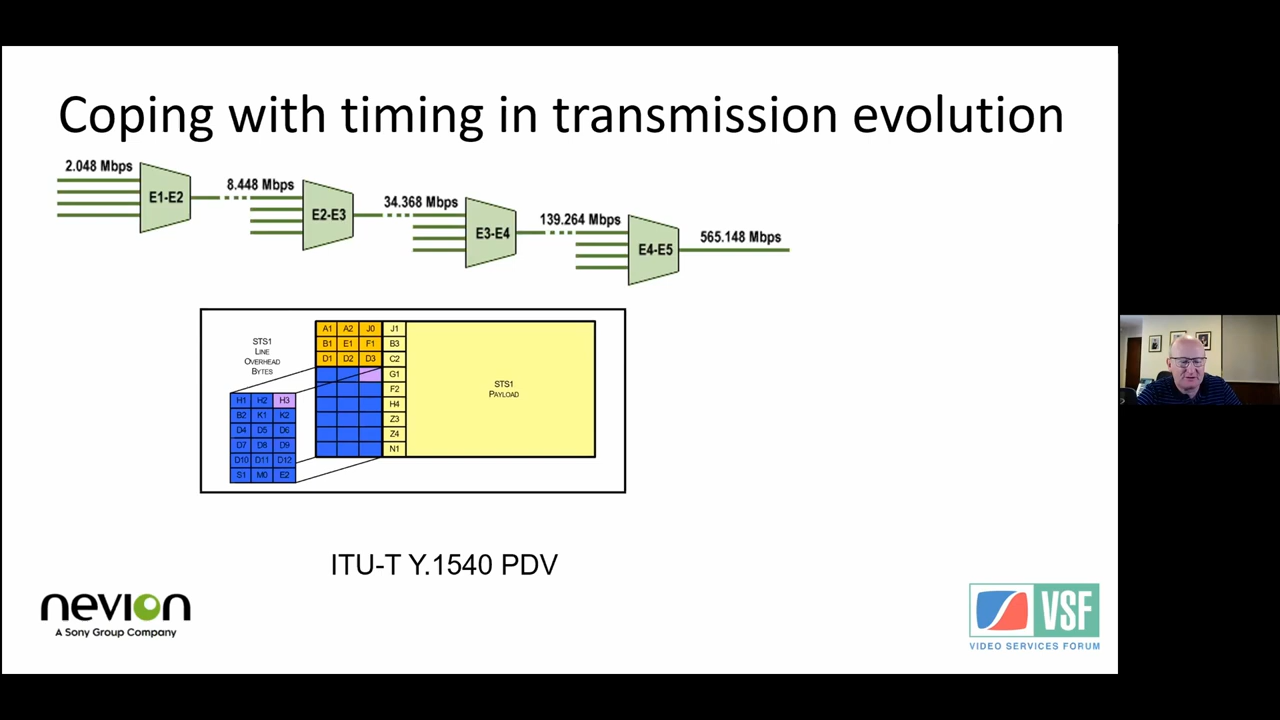 Coping with timing in transmission evolution
2.048 Mbps
E1-E2
8.448 Mbps
E2-E3
34.368 Mbps
E3-E4
139.264 Mbps
E4-E5
565.148 Mbps
STS1
LINE
OVERHEAD
BYTES
A1 A2 J0 J1
B1 E1 F1 B3
D1 D2 D3 C2
G1
F2
H4
Z3
Z4
N1
STS1
PAYLOAD
H1 H2 H3
B2 K1 K2
D4 D5 D6
D7 D8 D9
D10 D11 D12
S1 M0 E2
ITU-T Y.1540 PDV
nevion
A Sony Group Company
VSF
VIDEO SERVICES FORUM